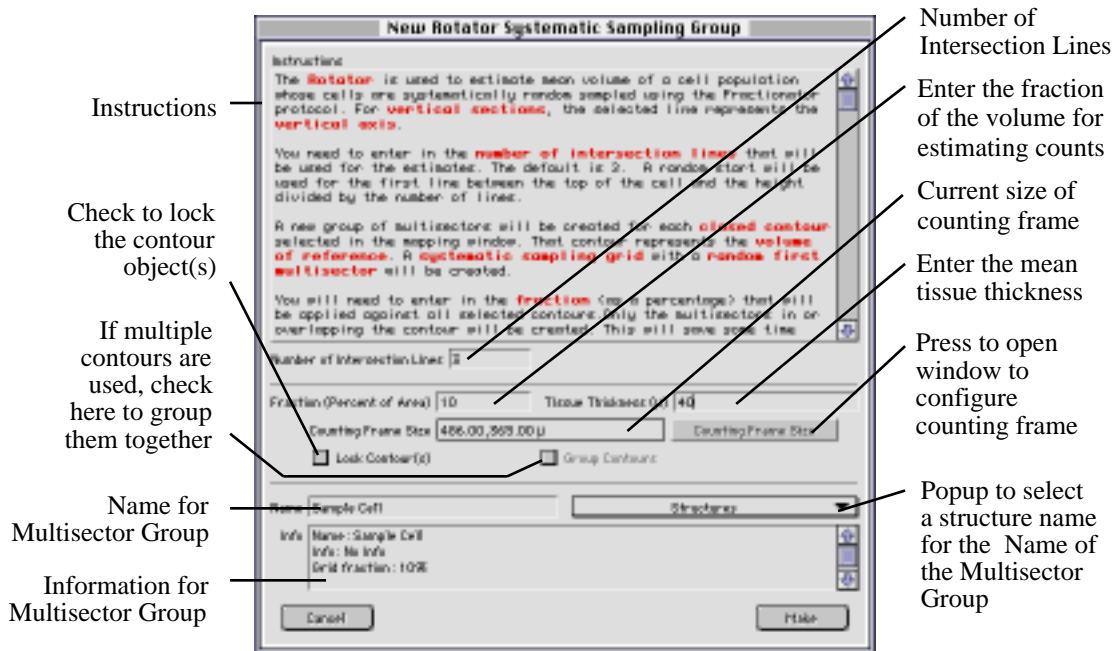 New Rotator Systematic Sampling Group
Instructions
The Rotator is used to estimate mean volume of a cell population
whose cells are systematically random sampled using the Fractionator
protocol. For vertical sections, the selected line represents the
vertical axis.
You need to enter in the number of intersection lines that will
be used for the estimates. The default is 3. A random start will be
used for the first line between the top of the cell and the height
divided by the number of lines.
A new group of multisectors will be created for each closed contour
selected in the mapping window. That contour represents the volume
of reference. A systematic sampling grid with a random first
multisector will be created.
You will need to enter in the fraction (as a percentage) that will
be applied against all selected contours. Only the multisectors in or
overlapping the contour will be created. This will save some time
Number of Intersection Lines 3
Fraction (Percent of Area) 10 Tissue Thickness (µ) 40
Counting Frame Size 486.00,369.00 µ Counting Frame Size
Lock Contour(s) Group Contours
Name Sample Cell Structures
Info Name: Sample Cell
Info: No Info
Grid fraction: 10%
Cancel Make
Instructions
Check to lock
the contour
object(s)
If multiple
contours are
used, check
here to group
them together
Name for
Multisector Group
Information for
Multisector Group
Number of
Intersection Lines
Enter the fraction
of the volume for
estimating counts
Current size of
counting frame
Enter the mean
tissue thickness
Press to open
window to
configure
counting frame
Popup to select
a structure name
for the Name of
the Multisector
Group